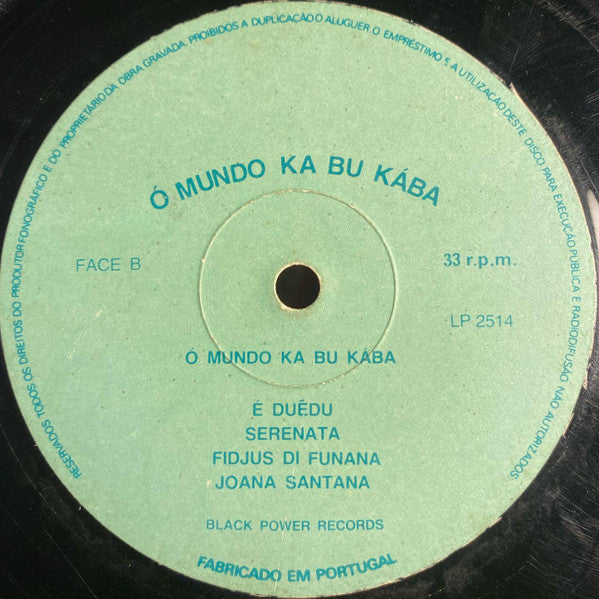 RESERVADOS TODOS OS DIREITOS DO PRODUTOR FONOGRÁFICO E DO PROPRIETÁRIO DA OBRA GRAVADA. PROIBIDOS A DUPLICAÇÃO O ALUGUER O EMPRÉSTIMO E A UTILIZAÇÃO DESTE DISCO PARA EXECUÇÃO PÚBLICA E RADIODIFUSÃO NÃO AUTORIZADOS
Ó MUNDO KA BU KÁBA
FACE B
33 r.p.m.
LP 2514
Ó MUNDO KA BU KÁBA
É DUÊDU
SERENATA
FIDJUS DI FUNANA
JOANA SANTANA
BLACK POWER RECORDS
FABRICADO EM PORTUGAL